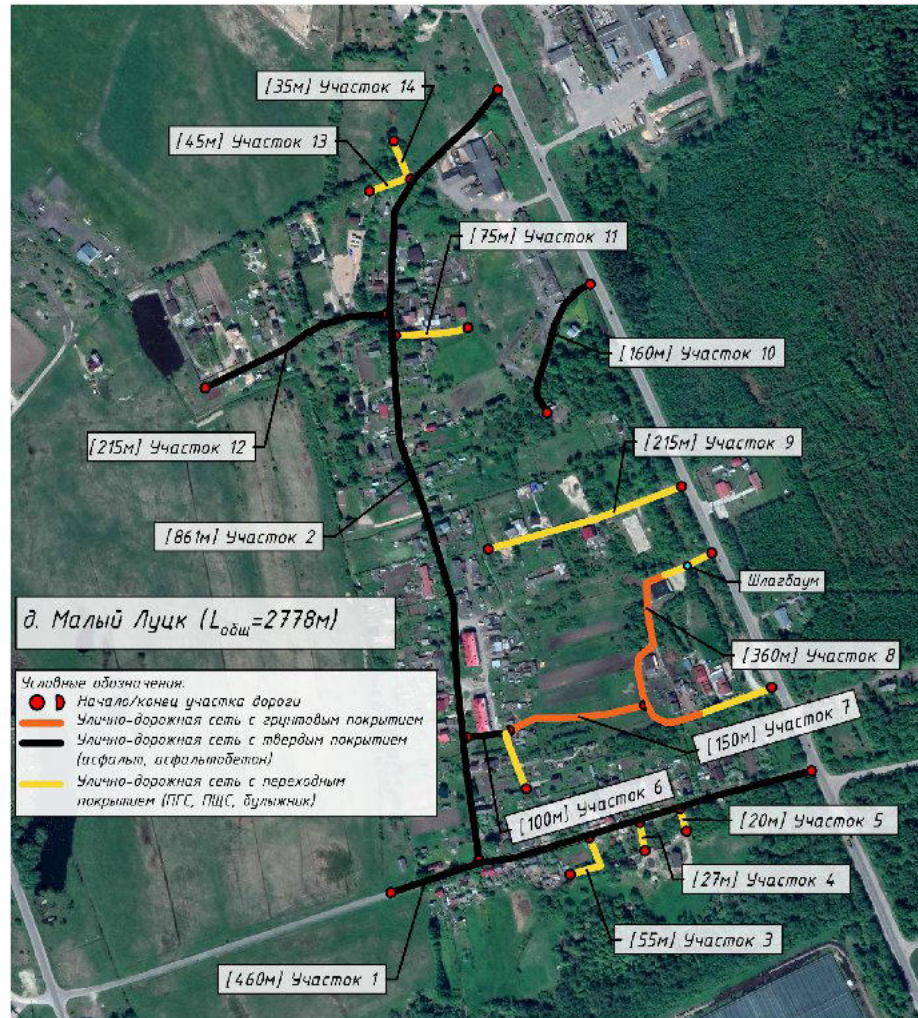 [35м] Участок 14
[45м] Участок 13
[75м] Участок 11
[160м] Участок 10
[215м] Участок 12
[215м] Участок 9
[861м] Участок 2
Шлагбаум
д. Малый Луцк (Lобщ=2778м)
[360м] Участок 8
Условные обозначения:
Начало/конец участка дороги
Улично-дорожная сеть с грунтовым покрытием
Улично-дорожная сеть с твердым покрытием
(асфальт, асфальтобетон)
Улично-дорожная сеть с переходным
покрытием (ПГС, ПЩС, булыжник)
[150м] Участок 7
[100м] Участок 6
[20м] Участок 5
[27м] Участок 4
[55м] Участок 3
[460м] Участок 1